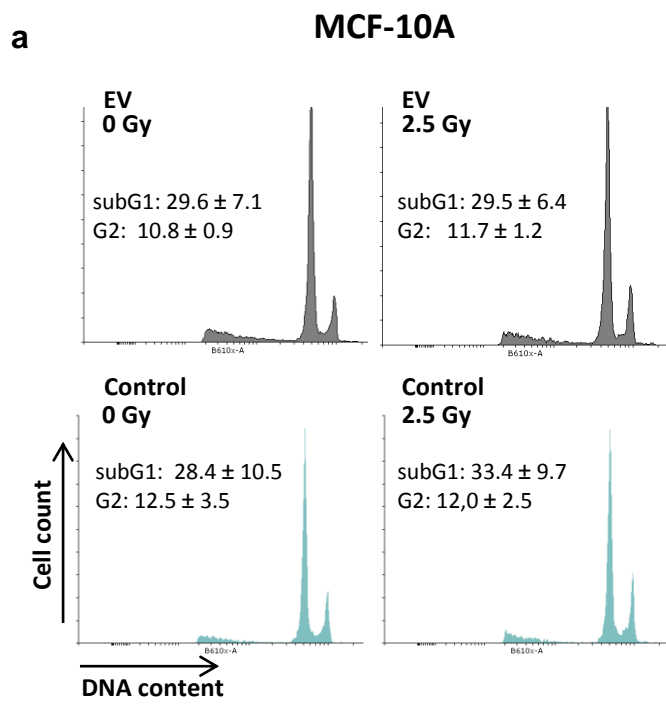 a
MCF-10A
EV
0 Gy
subG1: 29.6 ± 7.1
G2: 10.8 ± 0.9
B610x-A
EV
2.5 Gy
subG1: 29.5 ± 6.4
G2: 11.7 ± 1.2
B610x-A
Control
0 Gy
subG1: 28.4 ± 10.5
G2: 12.5 ± 3.5
B610x-A
Control
2.5 Gy
subG1: 33.4 ± 9.7
G2: 12,0 ± 2.5
B610x-A
Cell count
DNA content